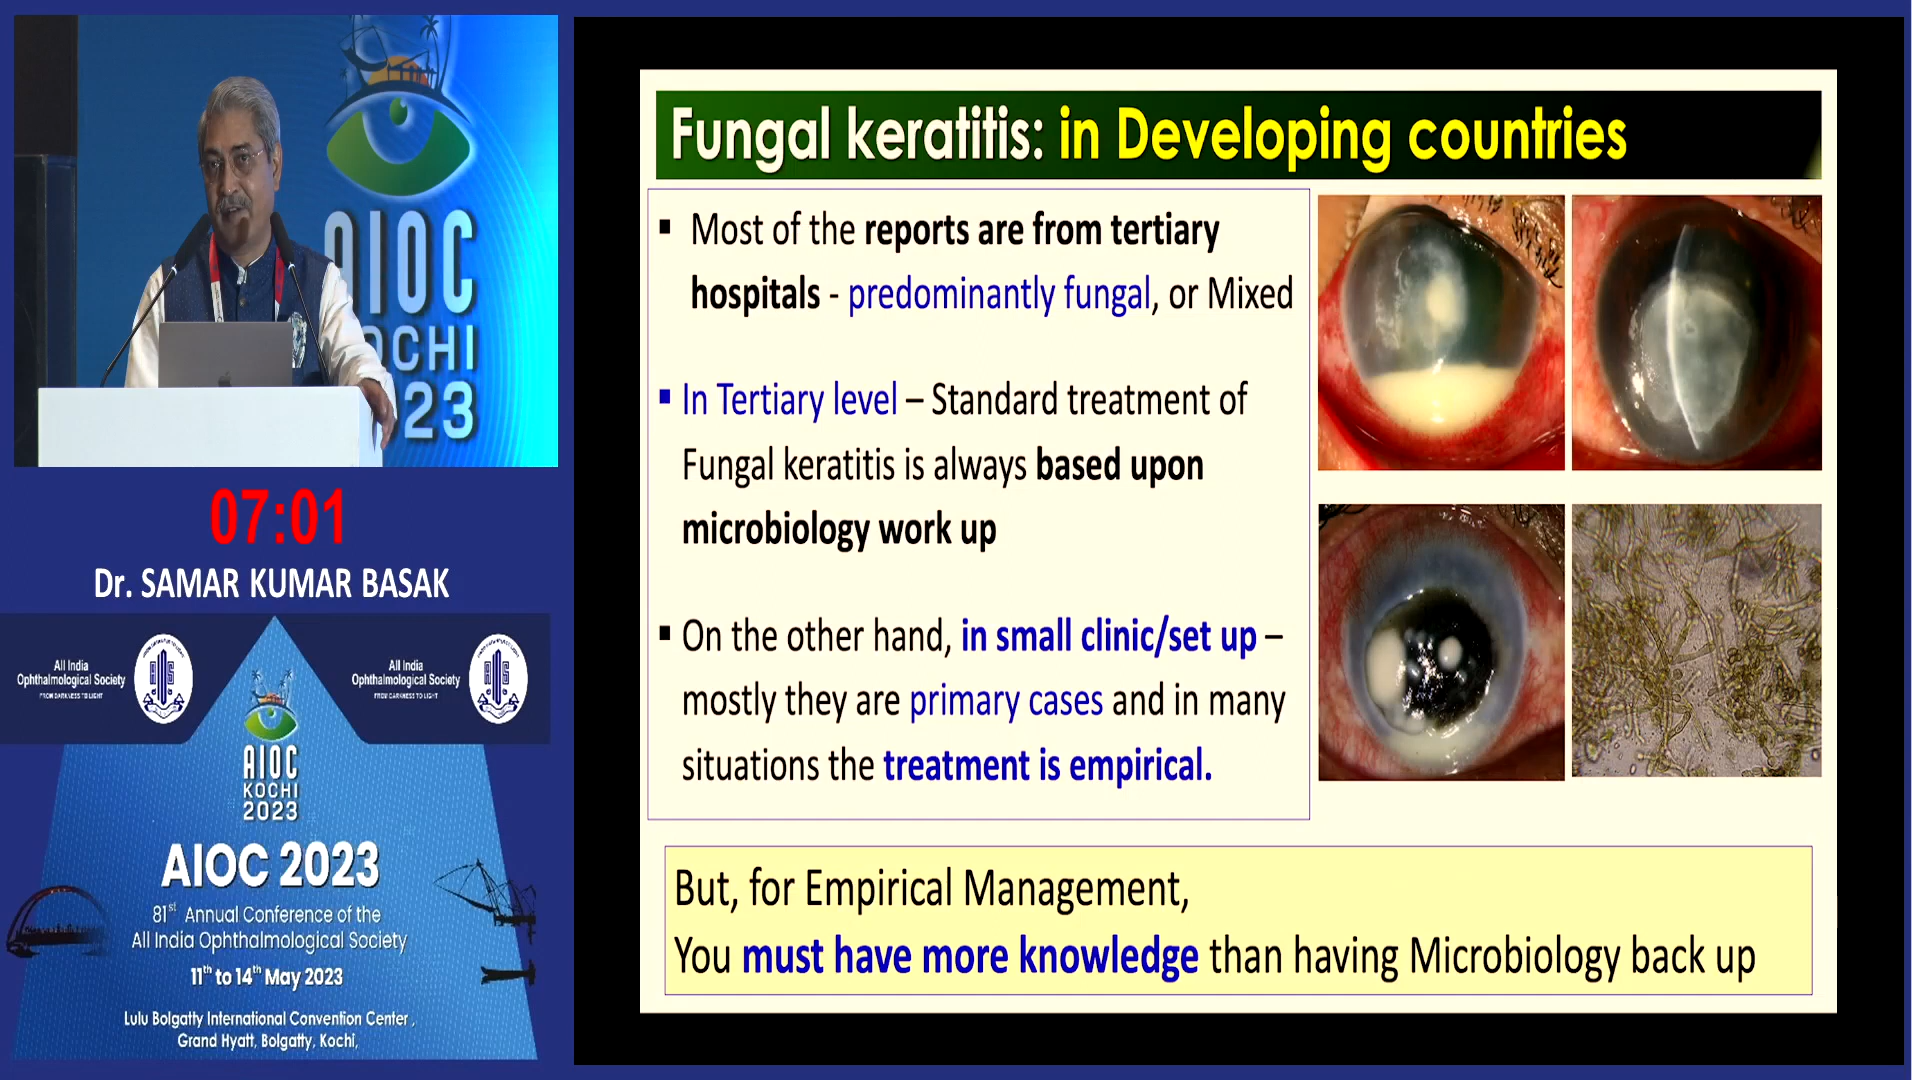 AIOC
KOCHI
23
07:01
Dr. SAMAR KUMAR BASAK
All India
Ophthalmological Society
FROM DARKNESS TO LIGHT
All India
Ophthalmological Society
FROM DARKNESS TO LIGHT
AIOC
KOCHI
2023
AIOC 2023
81st Annual Conference of the
All India Ophthalmological Society
11th to 14th May 2023
Lulu Bolgatty International Convention Center ,
Grand Hyatt, Bolgatty, Kochi,
Fungal keratitis: in Developing countries
▪ Most of the reports are from tertiary
hospitals - predominantly fungal, or Mixed
▪ In Tertiary level – Standard treatment of
Fungal keratitis is always based upon
microbiology work up
▪ On the other hand, in small clinic/set up –
mostly they are primary cases and in many
situations the treatment is empirical.
But, for Empirical Management,
You must have more knowledge than having Microbiology back up